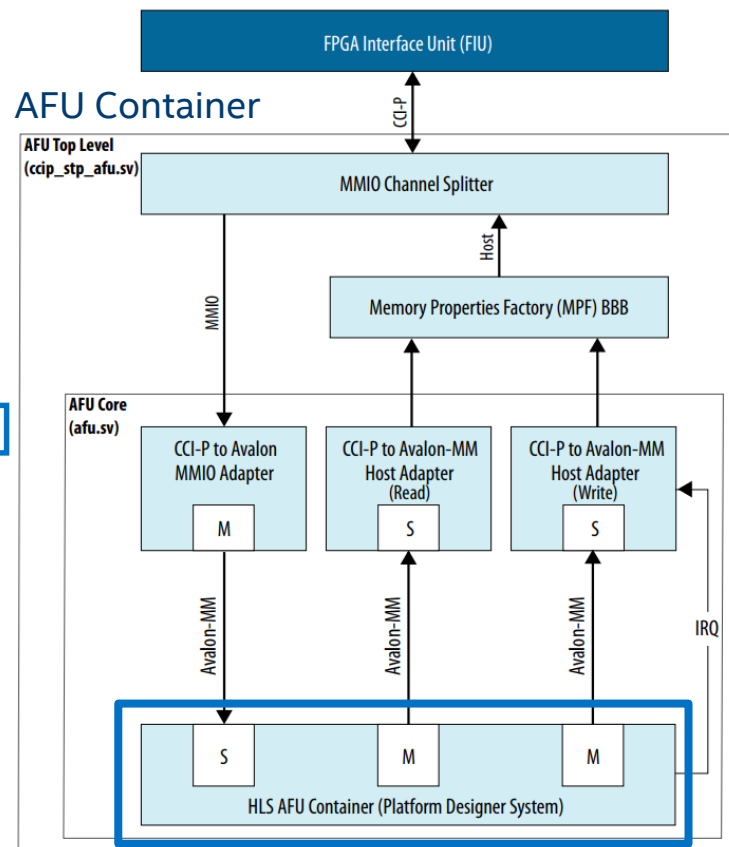 FPGA Interface Unit (FIU)
AFU Container
CCI-P
AFU Top Level
(ccip_stp_afu.sv)
MMIO Channel Splitter
MMIO
Host
Memory Properties Factory (MPF) BBB
AFU Core
(afu.sv)
CCI-P to Avalon
MMIO Adapter
M
CCI-P to Avalon-MM
Host Adapter
(Read)
S
CCI-P to Avalon-MM
Host Adapter
(Write)
S
Avalon-MM
Avalon-MM
Avalon-MM
IRQ
S
M
M
HLS AFU Container (Platform Designer System)